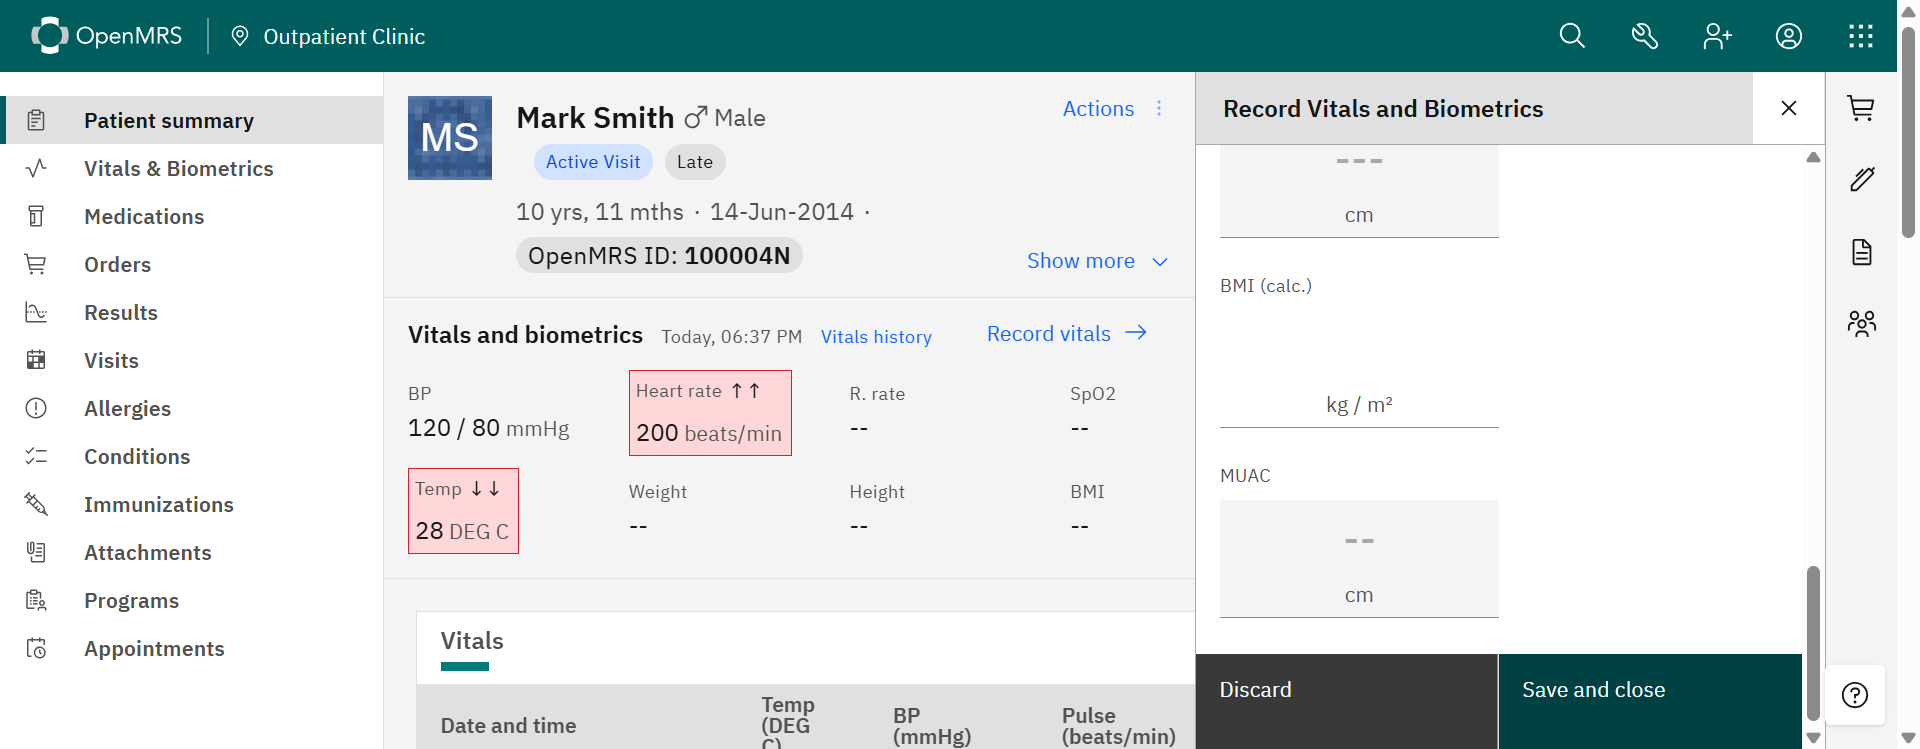 OpenMRS
Outpatient Clinic
Patient summary
Vitals & Biometrics
Medications
Orders
Results
Visits
Allergies
Conditions
Immunizations
Attachments
Programs
Appointments
MS
Mark Smith Male
Actions
Active Visit
Late
10 yrs, 11 mths · 14-Jun-2014 ·
OpenMRS ID: 100004N
Show more
Vitals and biometrics Today, 06:37 PM Vitals history Record vitals
BP
120 / 80 mmHg
Heart rate ↑↑
200 beats/min
R. rate
--
SpO2
--
Temp ↓↓
28 DEG C
Weight
--
Height
--
BMI
--
Vitals
Date and time
Temp
(DEG
C)
BP
(mmHg)
Pulse
(beats/min)
Record Vitals and Biometrics
---
cm
BMI (calc.)
kg / m²
MUAC
--
cm
Discard
Save and close